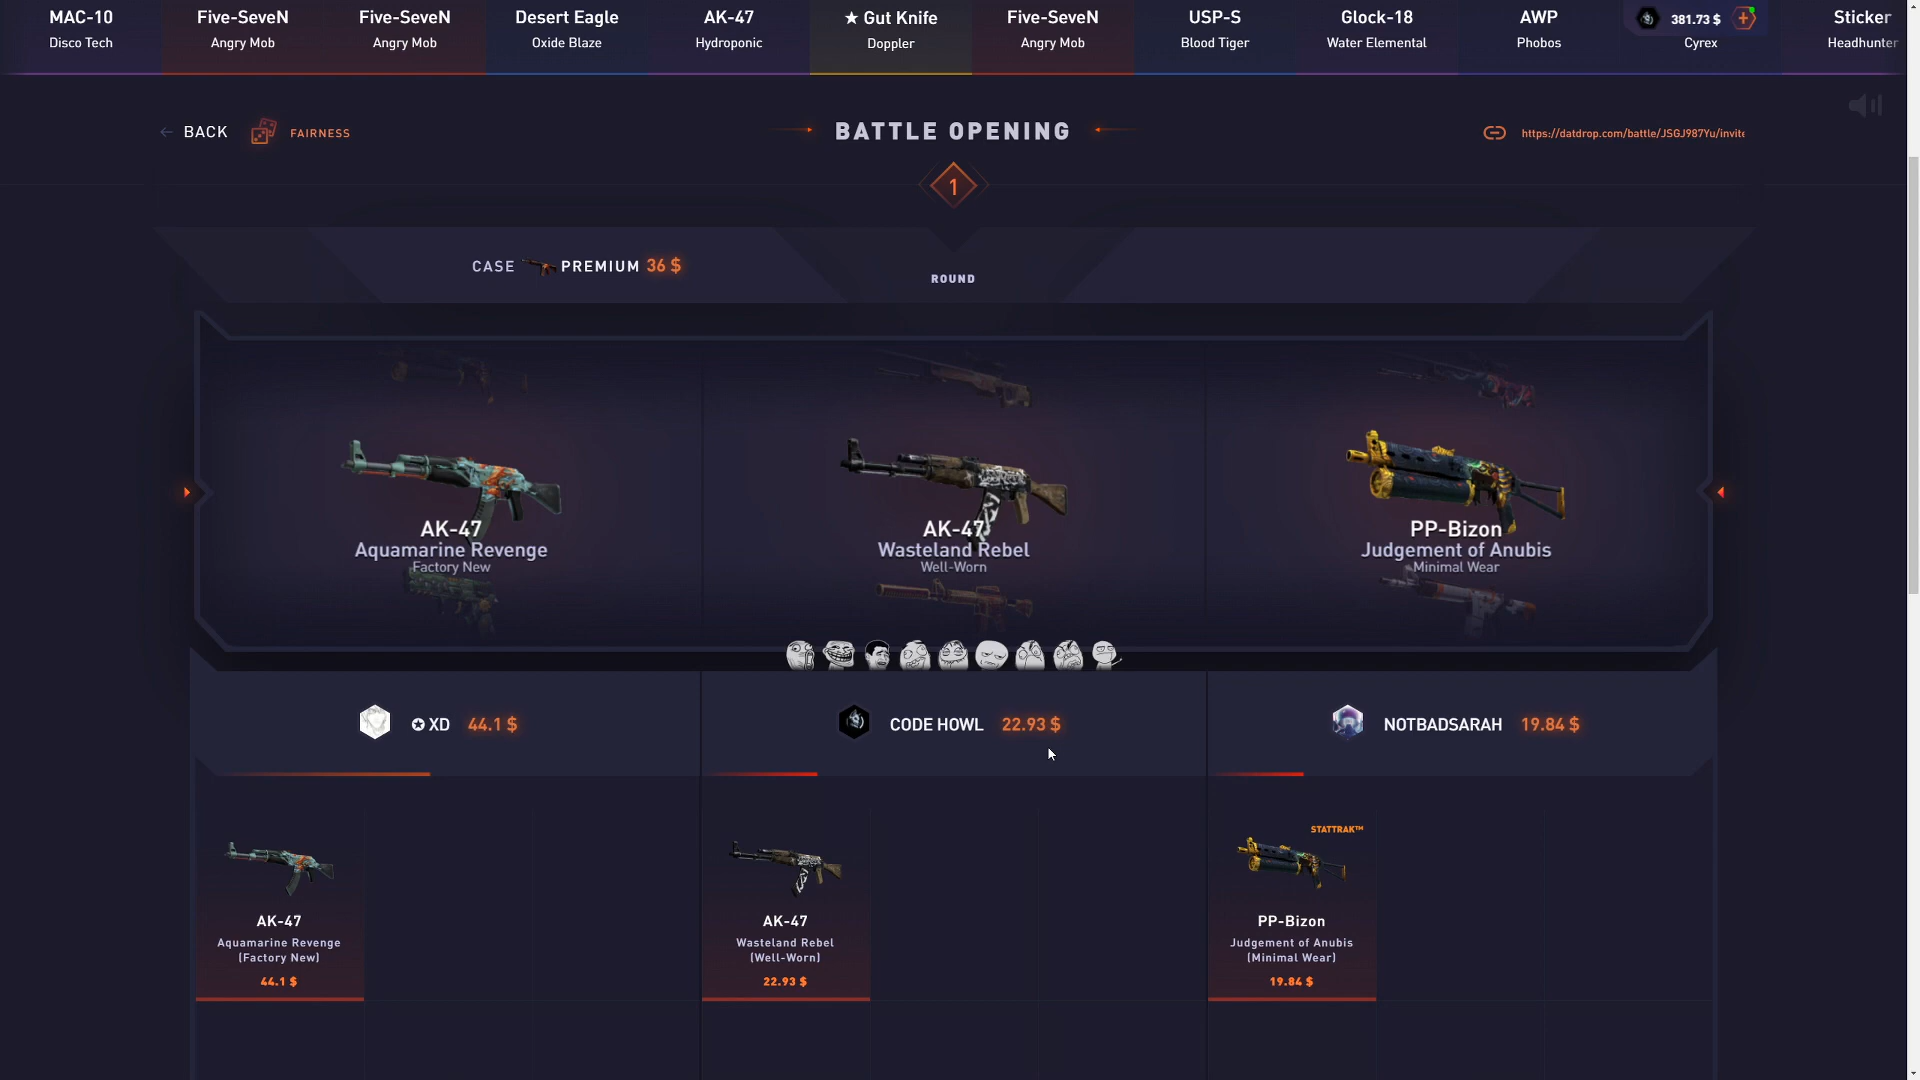 MAC-10
Disco Tech
Five-SeveN
Angry Mob
Five-SeveN
Angry Mob
Desert Eagle
Oxide Blaze
AK-47
Hydroponic
★ Gut Knife
Doppler
Five-SeveN
Angry Mob
USP-S
Blood Tiger
Glock-18
Water Elemental
AWP
Phobos
381.73 $
Cyrex
Sticker
Headhunter
← BACK
FAIRNESS
BATTLE OPENING
https://datdrop.com/battle/JSGJ987Yu/invite
1
CASE PREMIUM 36 $
ROUND
AK-47
Aquamarine Revenge
Factory New
AK-47
Wasteland Rebel
Well-Worn
PP-Bizon
Judgement of Anubis
Minimal Wear
✪ XD 44.1 $
CODE HOWL 22.93 $
NOTBADSARAH 19.84 $
AK-47
Aquamarine Revenge
(Factory New)
44.1 $
AK-47
Wasteland Rebel
(Well-Worn)
22.93 $
STATTRAK™
PP-Bizon
Judgement of Anubis
(Minimal Wear)
19.84 $